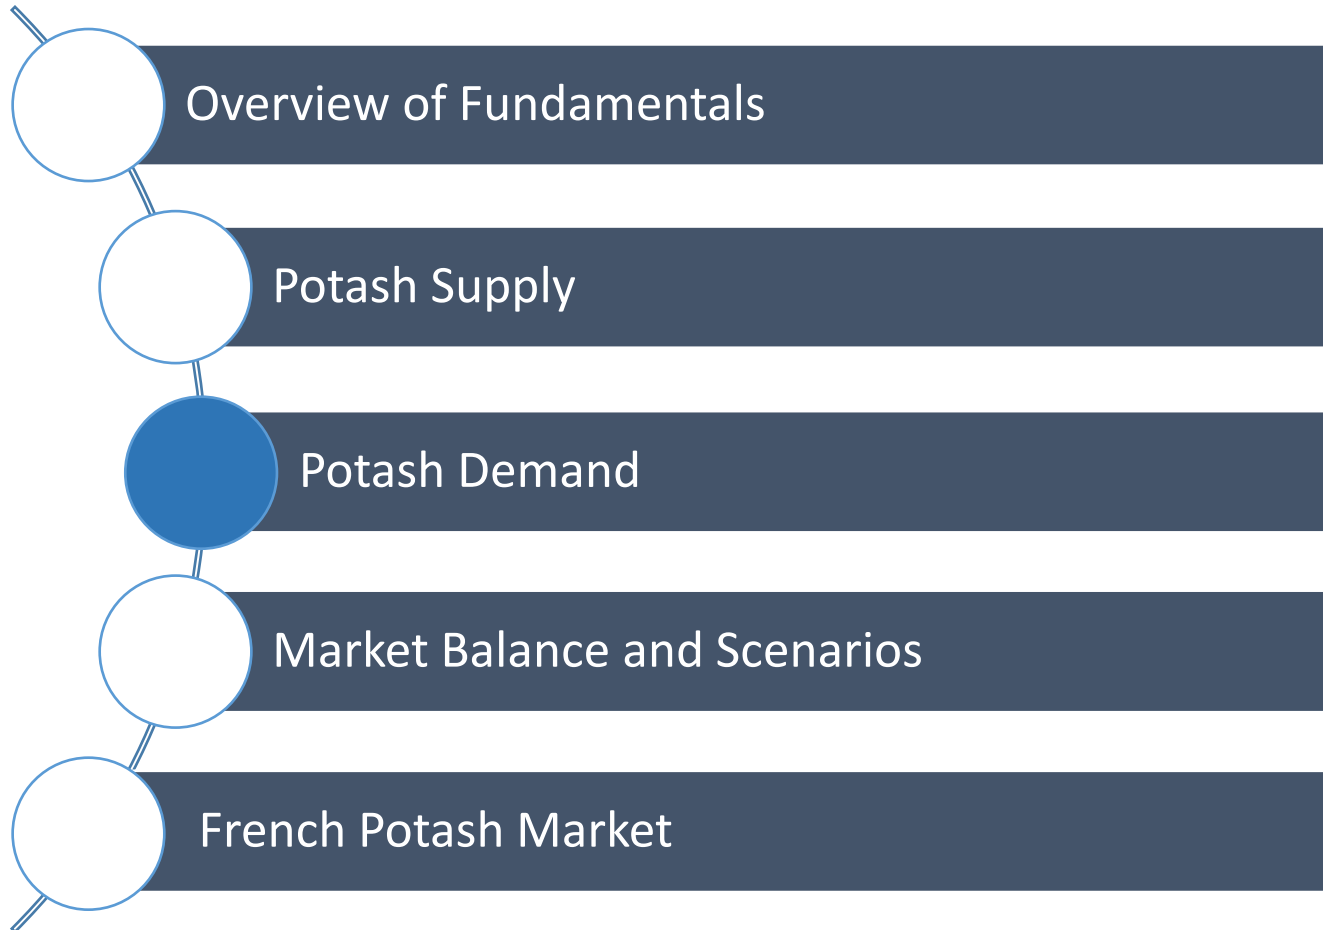 Overview of Fundamentals
Potash Supply
Potash Demand
Market Balance and Scenarios
French Potash Market